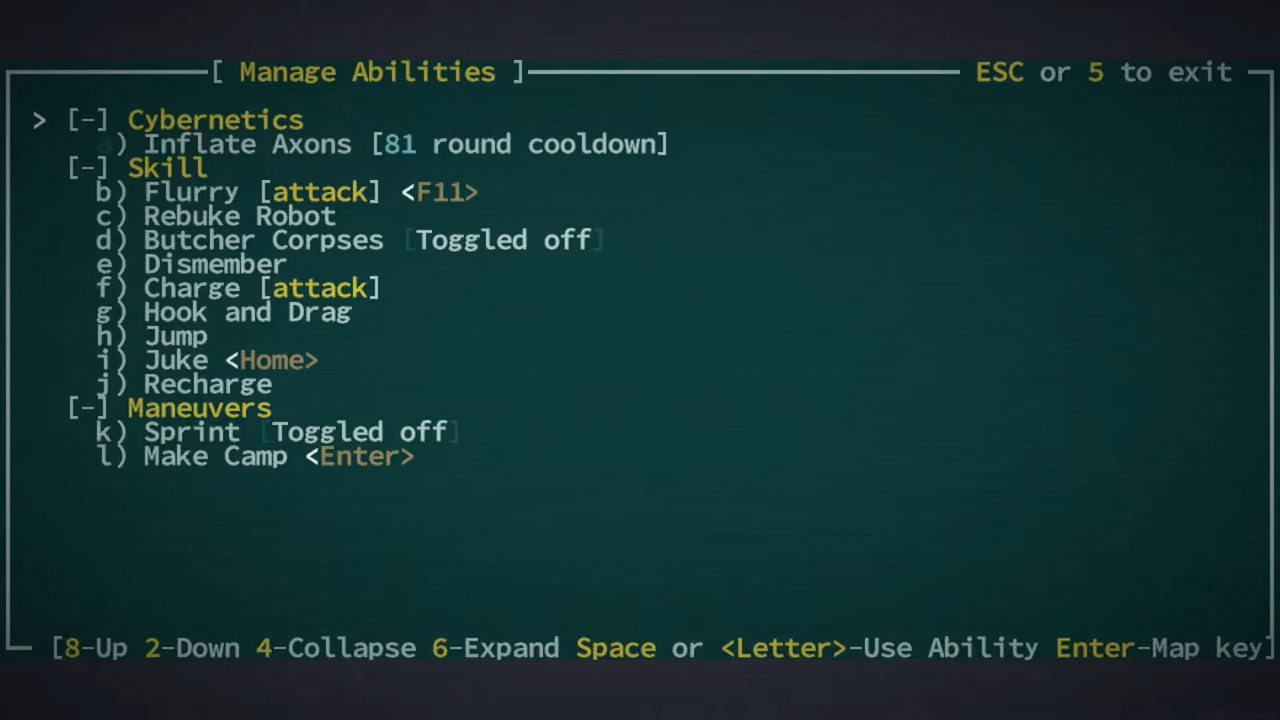 [ Manage Abilities ] ESC or 5 to exit
> [-] Cybernetics
a) Inflate Axons [81 round cooldown]
[-] Skill
b) Flurry [attack] <F11>
c) Rebuke Robot
d) Butcher Corpses [Toggled off]
e) Dismember
f) Charge [attack]
g) Hook and Drag
h) Jump
i) Juke <Home>
j) Recharge
[-] Maneuvers
k) Sprint [Toggled off]
l) Make Camp <Enter>
[8-Up 2-Down 4-Collapse 6-Expand Space or <Letter>-Use Ability Enter-Map key]